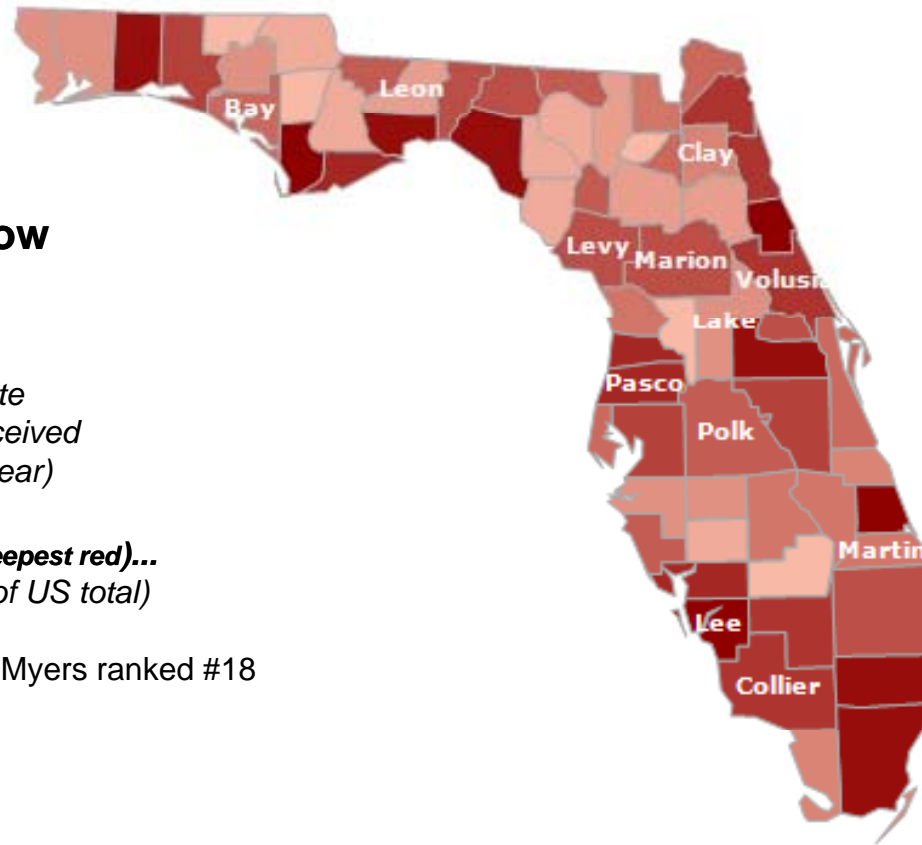 ow
te
ceived
ear)
eepest red)...
of US total)
Myers ranked #18
Leon
Bay
Clay
Levy
Marion
Volusia
Lake
Pasco
Polk
Martin
Lee
Collier